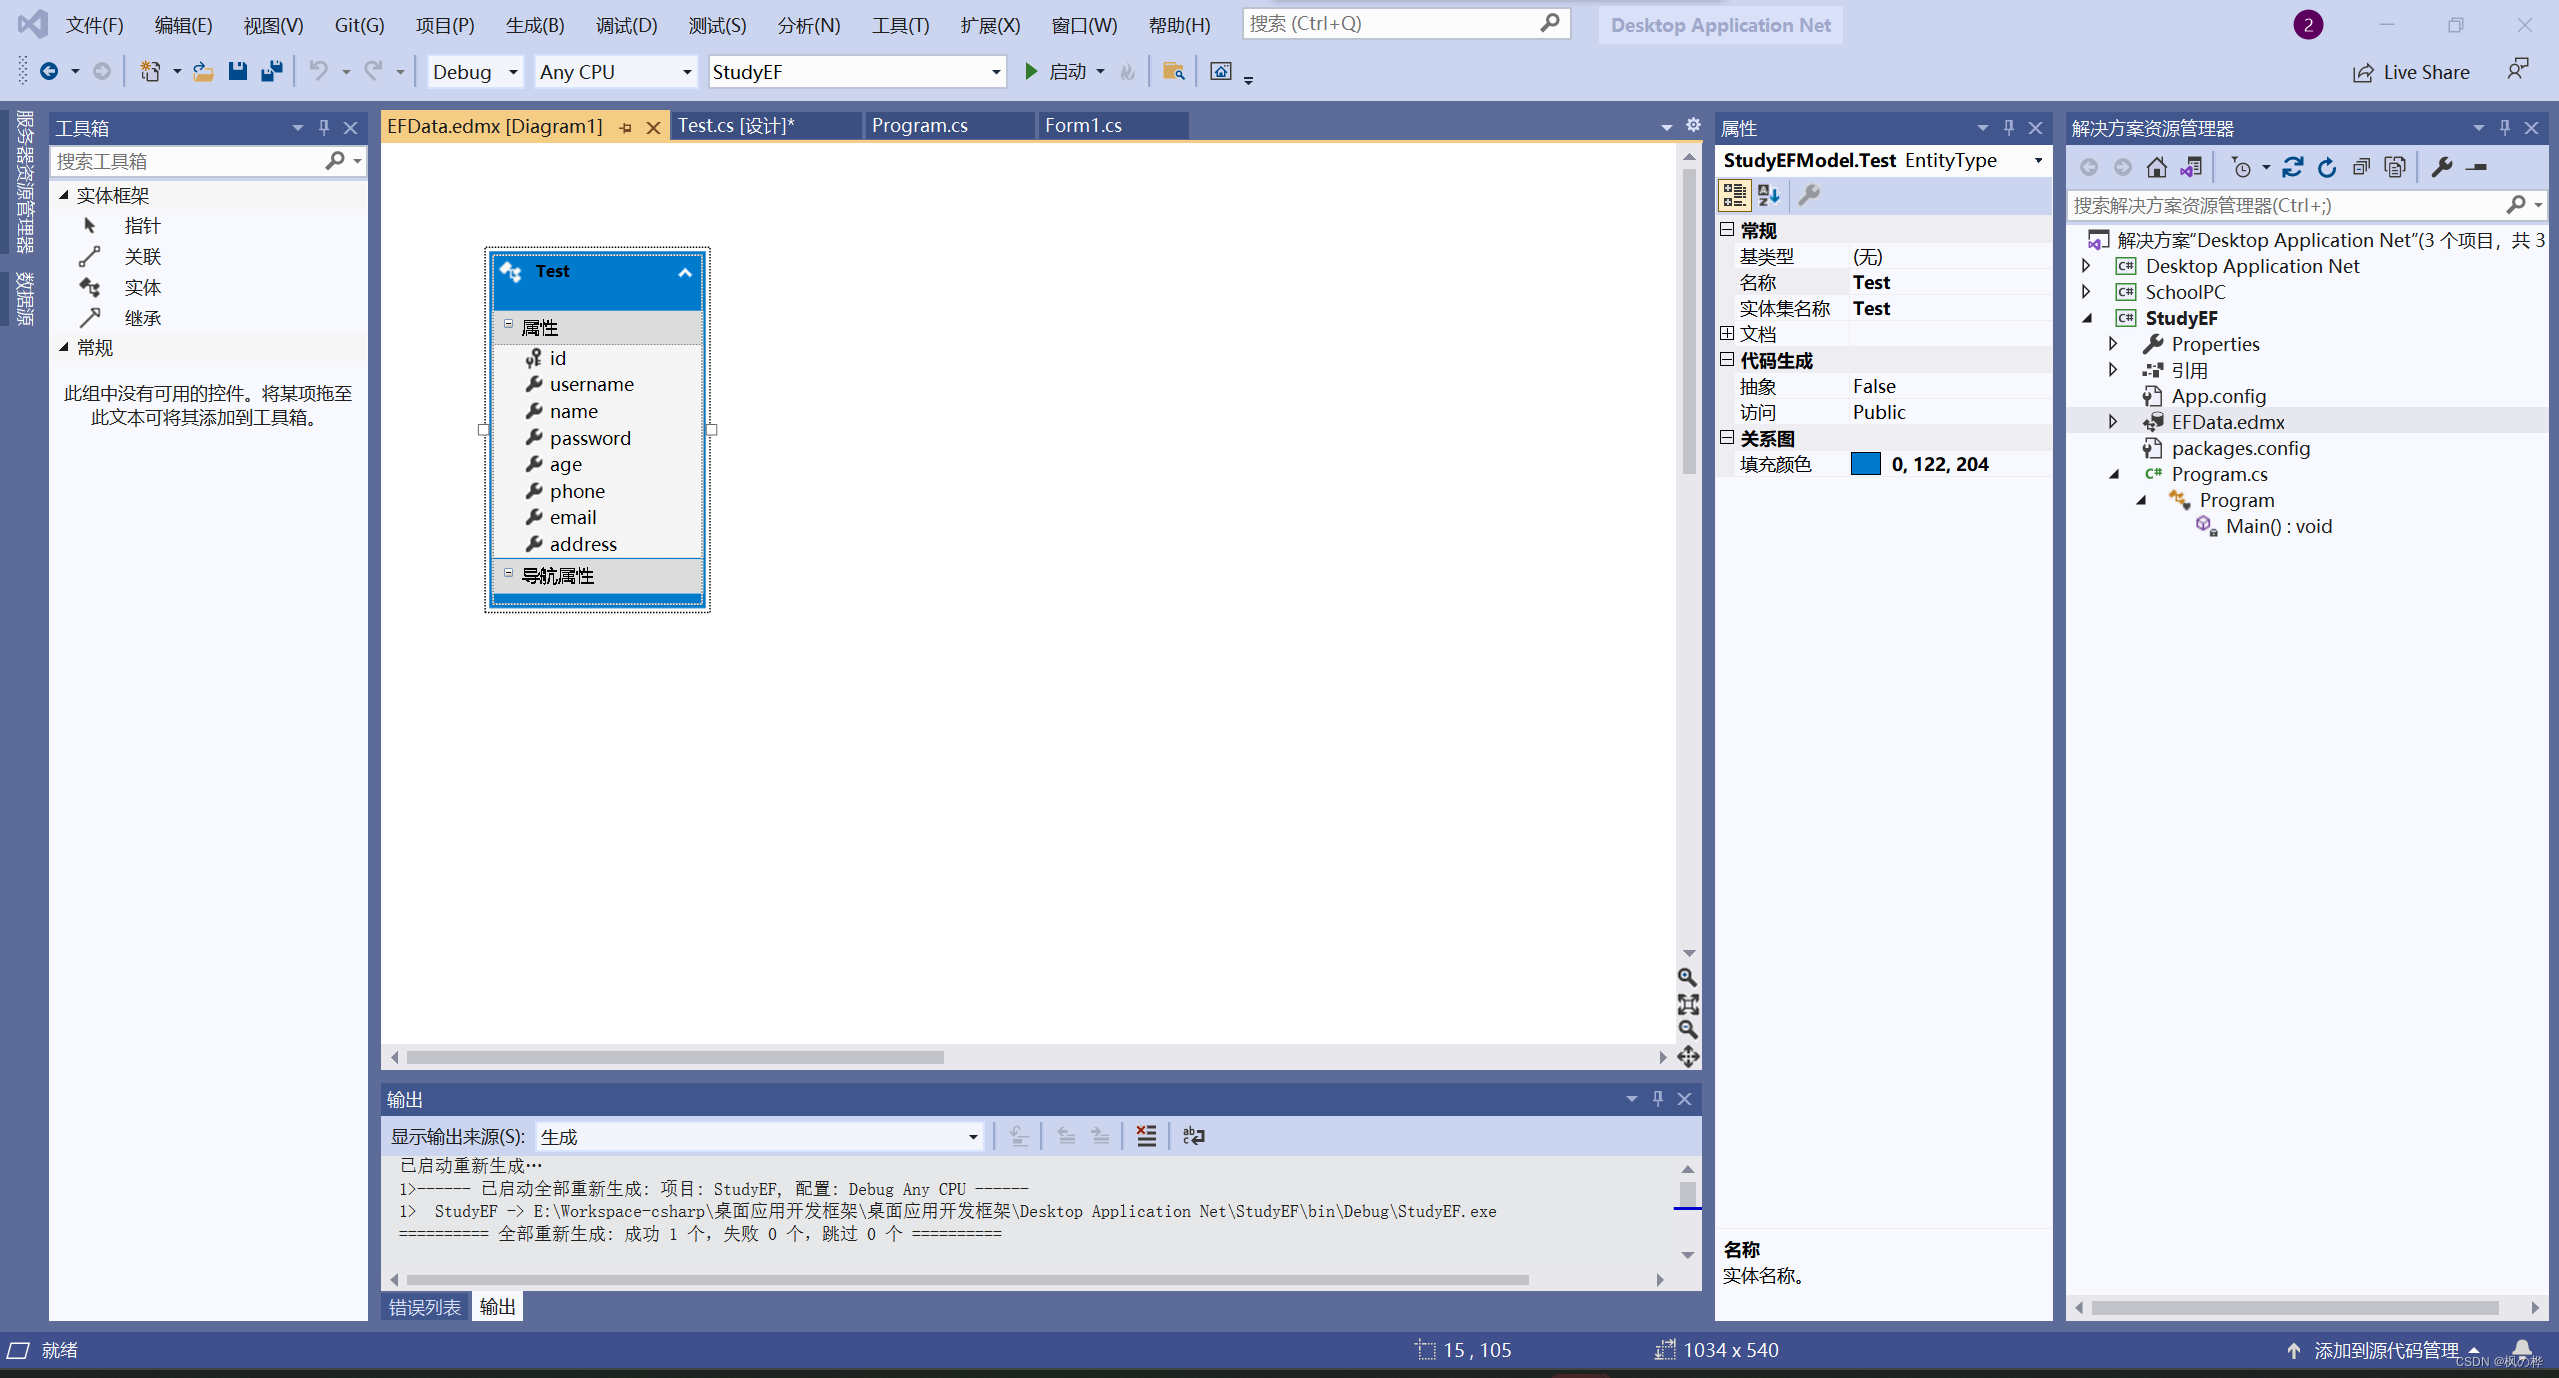 文件(F) 编辑(E) 视图(V) Git(G) 项目(P) 生成(B) 调试(D) 测试(S) 分析(N) 工具(T) 扩展(X) 窗口(W) 帮助(H) 搜索 (Ctrl+Q) Desktop Application Net 2
Debug Any CPU StudyEF 启动 Live Share
服务器资源管理器
数据源
工具箱
搜索工具箱
实体框架
指针
关联
实体
继承
常规
此组中没有可用的控件。将某项拖至
此文本可将其添加到工具箱。
EFData.edmx [Diagram1] Test.cs [设计]* Program.cs Form1.cs
Test
属性
id
username
name
password
age
phone
email
address
导航属性
输出
显示输出来源(S): 生成
已启动重新生成…
1>------ 已启动全部重新生成: 项目: StudyEF, 配置: Debug Any CPU ------
1>  StudyEF -> E:\Workspace-csharp\桌面应用开发框架\桌面应用开发框架\Desktop Application Net\StudyEF\bin\Debug\StudyEF.exe
========== 全部重新生成: 成功 1 个，失败 0 个，跳过 0 个 ==========
错误列表 输出
属性
StudyEFModel.Test EntityType
常规
基类型 (无)
名称 Test
实体集名称 Test
文档
代码生成
抽象 False
访问 Public
关系图
填充颜色 0, 122, 204
名称
实体名称。
解决方案资源管理器
搜索解决方案资源管理器(Ctrl+;)
解决方案“Desktop Application Net”(3 个项目，共 3
Desktop Application Net
SchoolPC
StudyEF
Properties
引用
App.config
EFData.edmx
packages.config
Program.cs
Program
Main() : void
就绪 15 , 105 1034 x 540 添加到源代码管理
CSDN @枫の桦